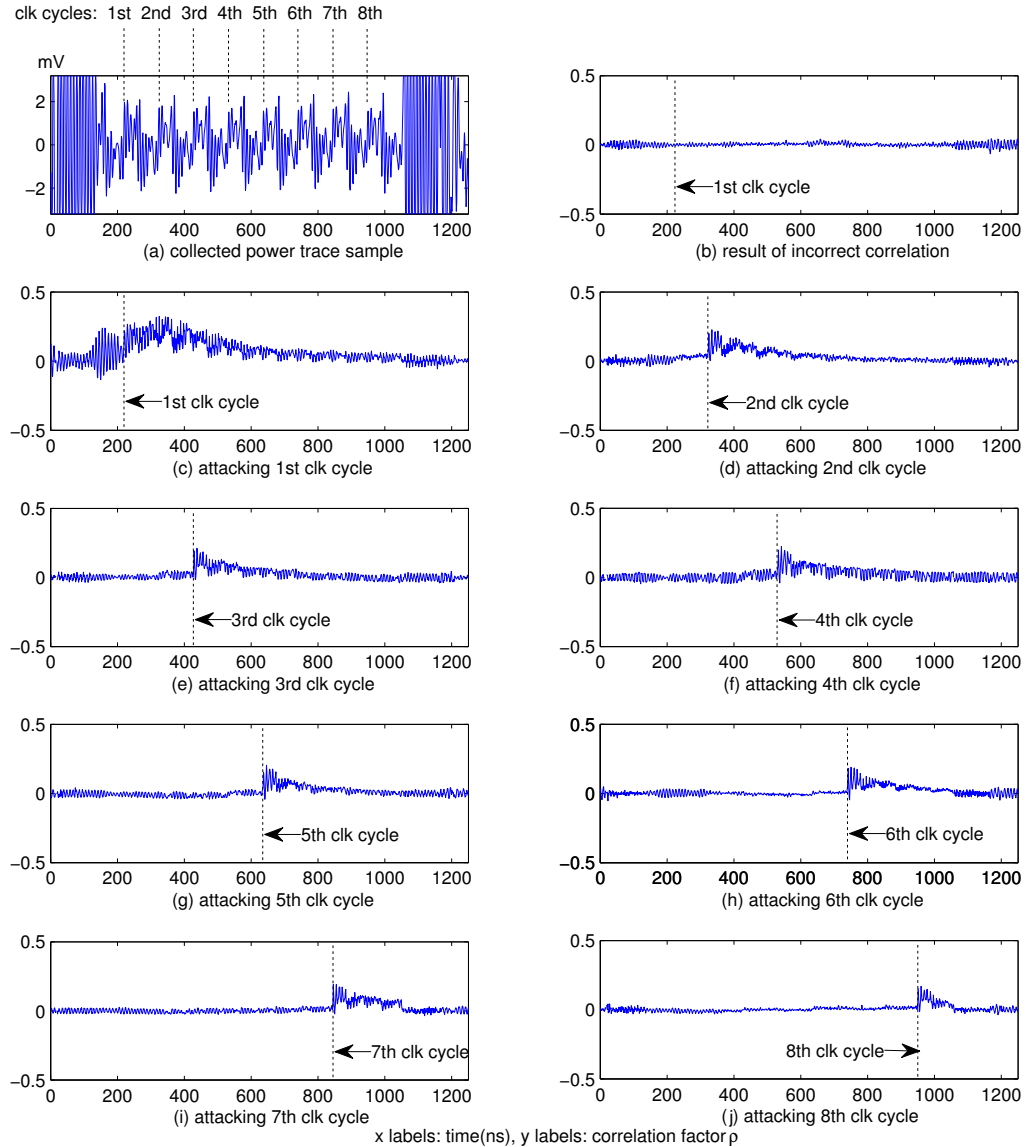 clk cycles: 1st 2nd 3rd 4th 5th 6th 7th 8th
mV
2
0
−2
0 200 400 600 800 1000 1200
(a) collected power trace sample
0.5
0
−0.5
1st clk cycle
0 200 400 600 800 1000 1200
(b) result of incorrect correlation
0.5
0
−0.5
1st clk cycle
0 200 400 600 800 1000 1200
(c) attacking 1st clk cycle
0.5
0
−0.5
2nd clk cycle
0 200 400 600 800 1000 1200
(d) attacking 2nd clk cycle
0.5
0
−0.5
3rd clk cycle
0 200 400 600 800 1000 1200
(e) attacking 3rd clk cycle
0.5
0
−0.5
4th clk cycle
0 200 400 600 800 1000 1200
(f) attacking 4th clk cycle
0.5
0
−0.5
5th clk cycle
0 200 400 600 800 1000 1200
(g) attacking 5th clk cycle
0.5
0
−0.5
6th clk cycle
0 200 400 600 800 1000 1200
(h) attacking 6th clk cycle
0.5
0
−0.5
7th clk cycle
0 200 400 600 800 1000 1200
(i) attacking 7th clk cycle
0.5
0
−0.5
8th clk cycle
0 200 400 600 800 1000 1200
(j) attacking 8th clk cycle
x labels: time(ns), y labels: correlation factor ρ